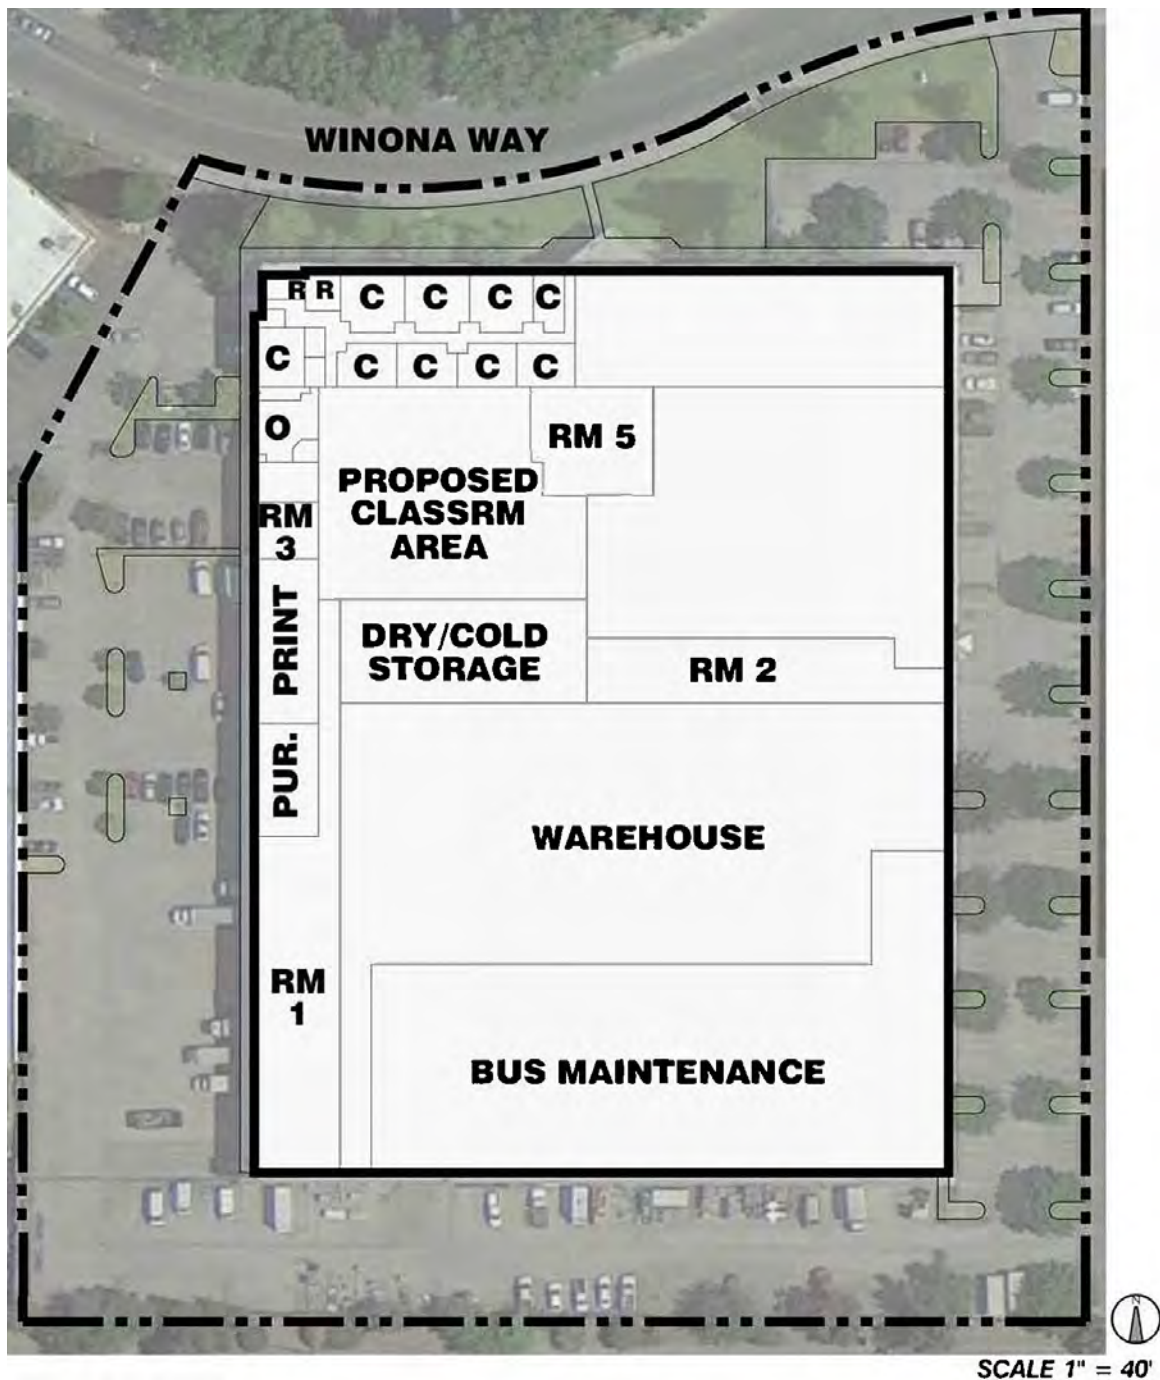 WINONA WAY
R R C C C C
C C C C C
O
RM 5
PROPOSED
CLASSRM
AREA
RM
3
PRINT
DRY/COLD
STORAGE
RM 2
PUR.
WAREHOUSE
RM
1
BUS MAINTENANCE
N
SCALE 1" = 40'